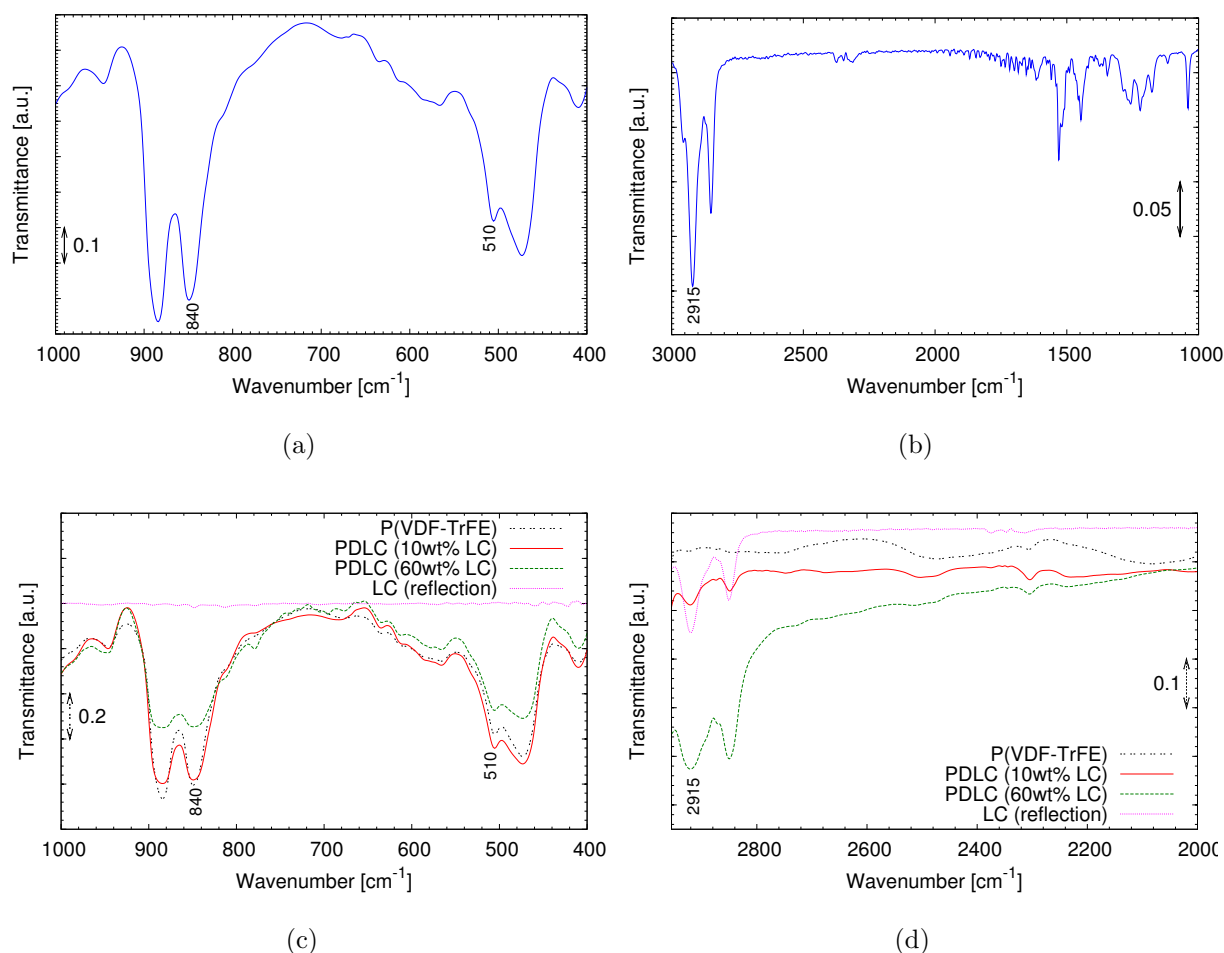 Transmittance [a.u.]
0.1
840
510
1000 900 800 700 600 500 400
Wavenumber [cm-1]
(a)
Transmittance [a.u.]
2915
0.05
3000 2500 2000 1500 1000
Wavenumber [cm-1]
(b)
P(VDF-TrFE)
PDLC (10wt% LC)
PDLC (60wt% LC)
LC (reflection)
Transmittance [a.u.]
0.2
840
510
1000 900 800 700 600 500 400
Wavenumber [cm-1]
(c)
Transmittance [a.u.]
0.1
2915
P(VDF-TrFE)
PDLC (10wt% LC)
PDLC (60wt% LC)
LC (reflection)
2800 2600 2400 2200 2000
Wavenumber [cm-1]
(d)